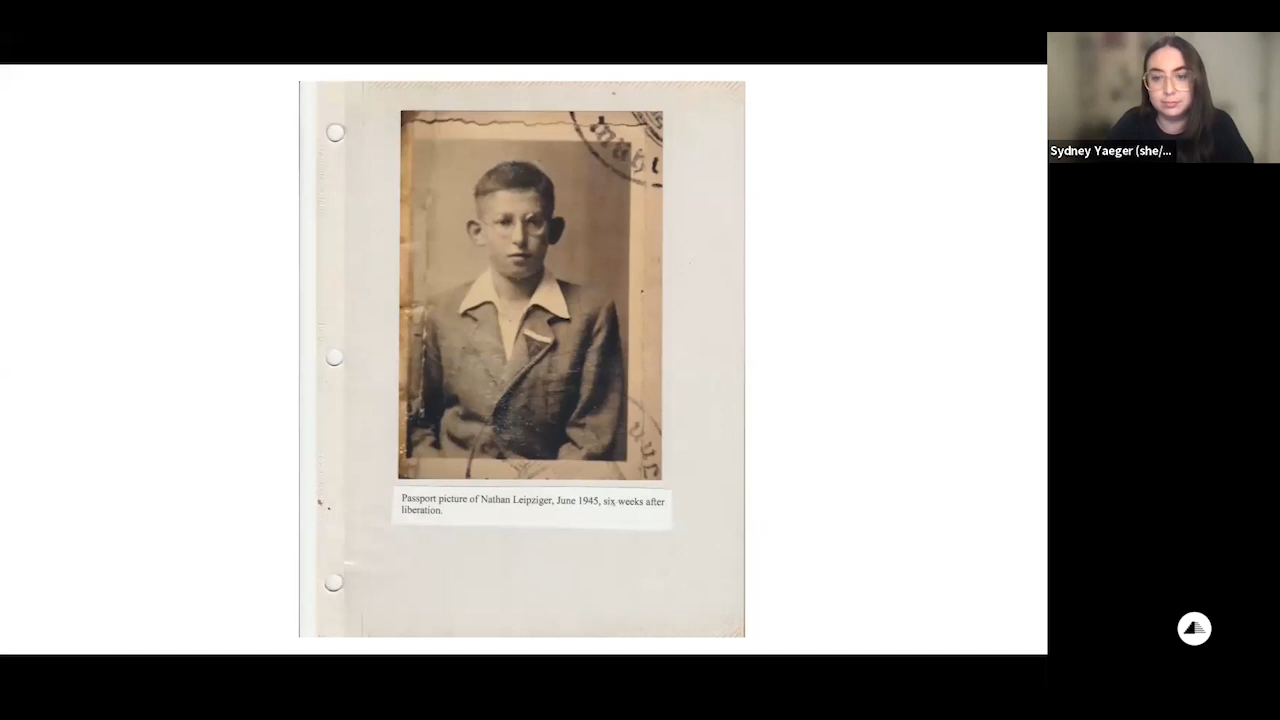 Passport picture of Nathan Leipziger, June 1945, six weeks after
liberation.
Sydney Yaeger (she/...